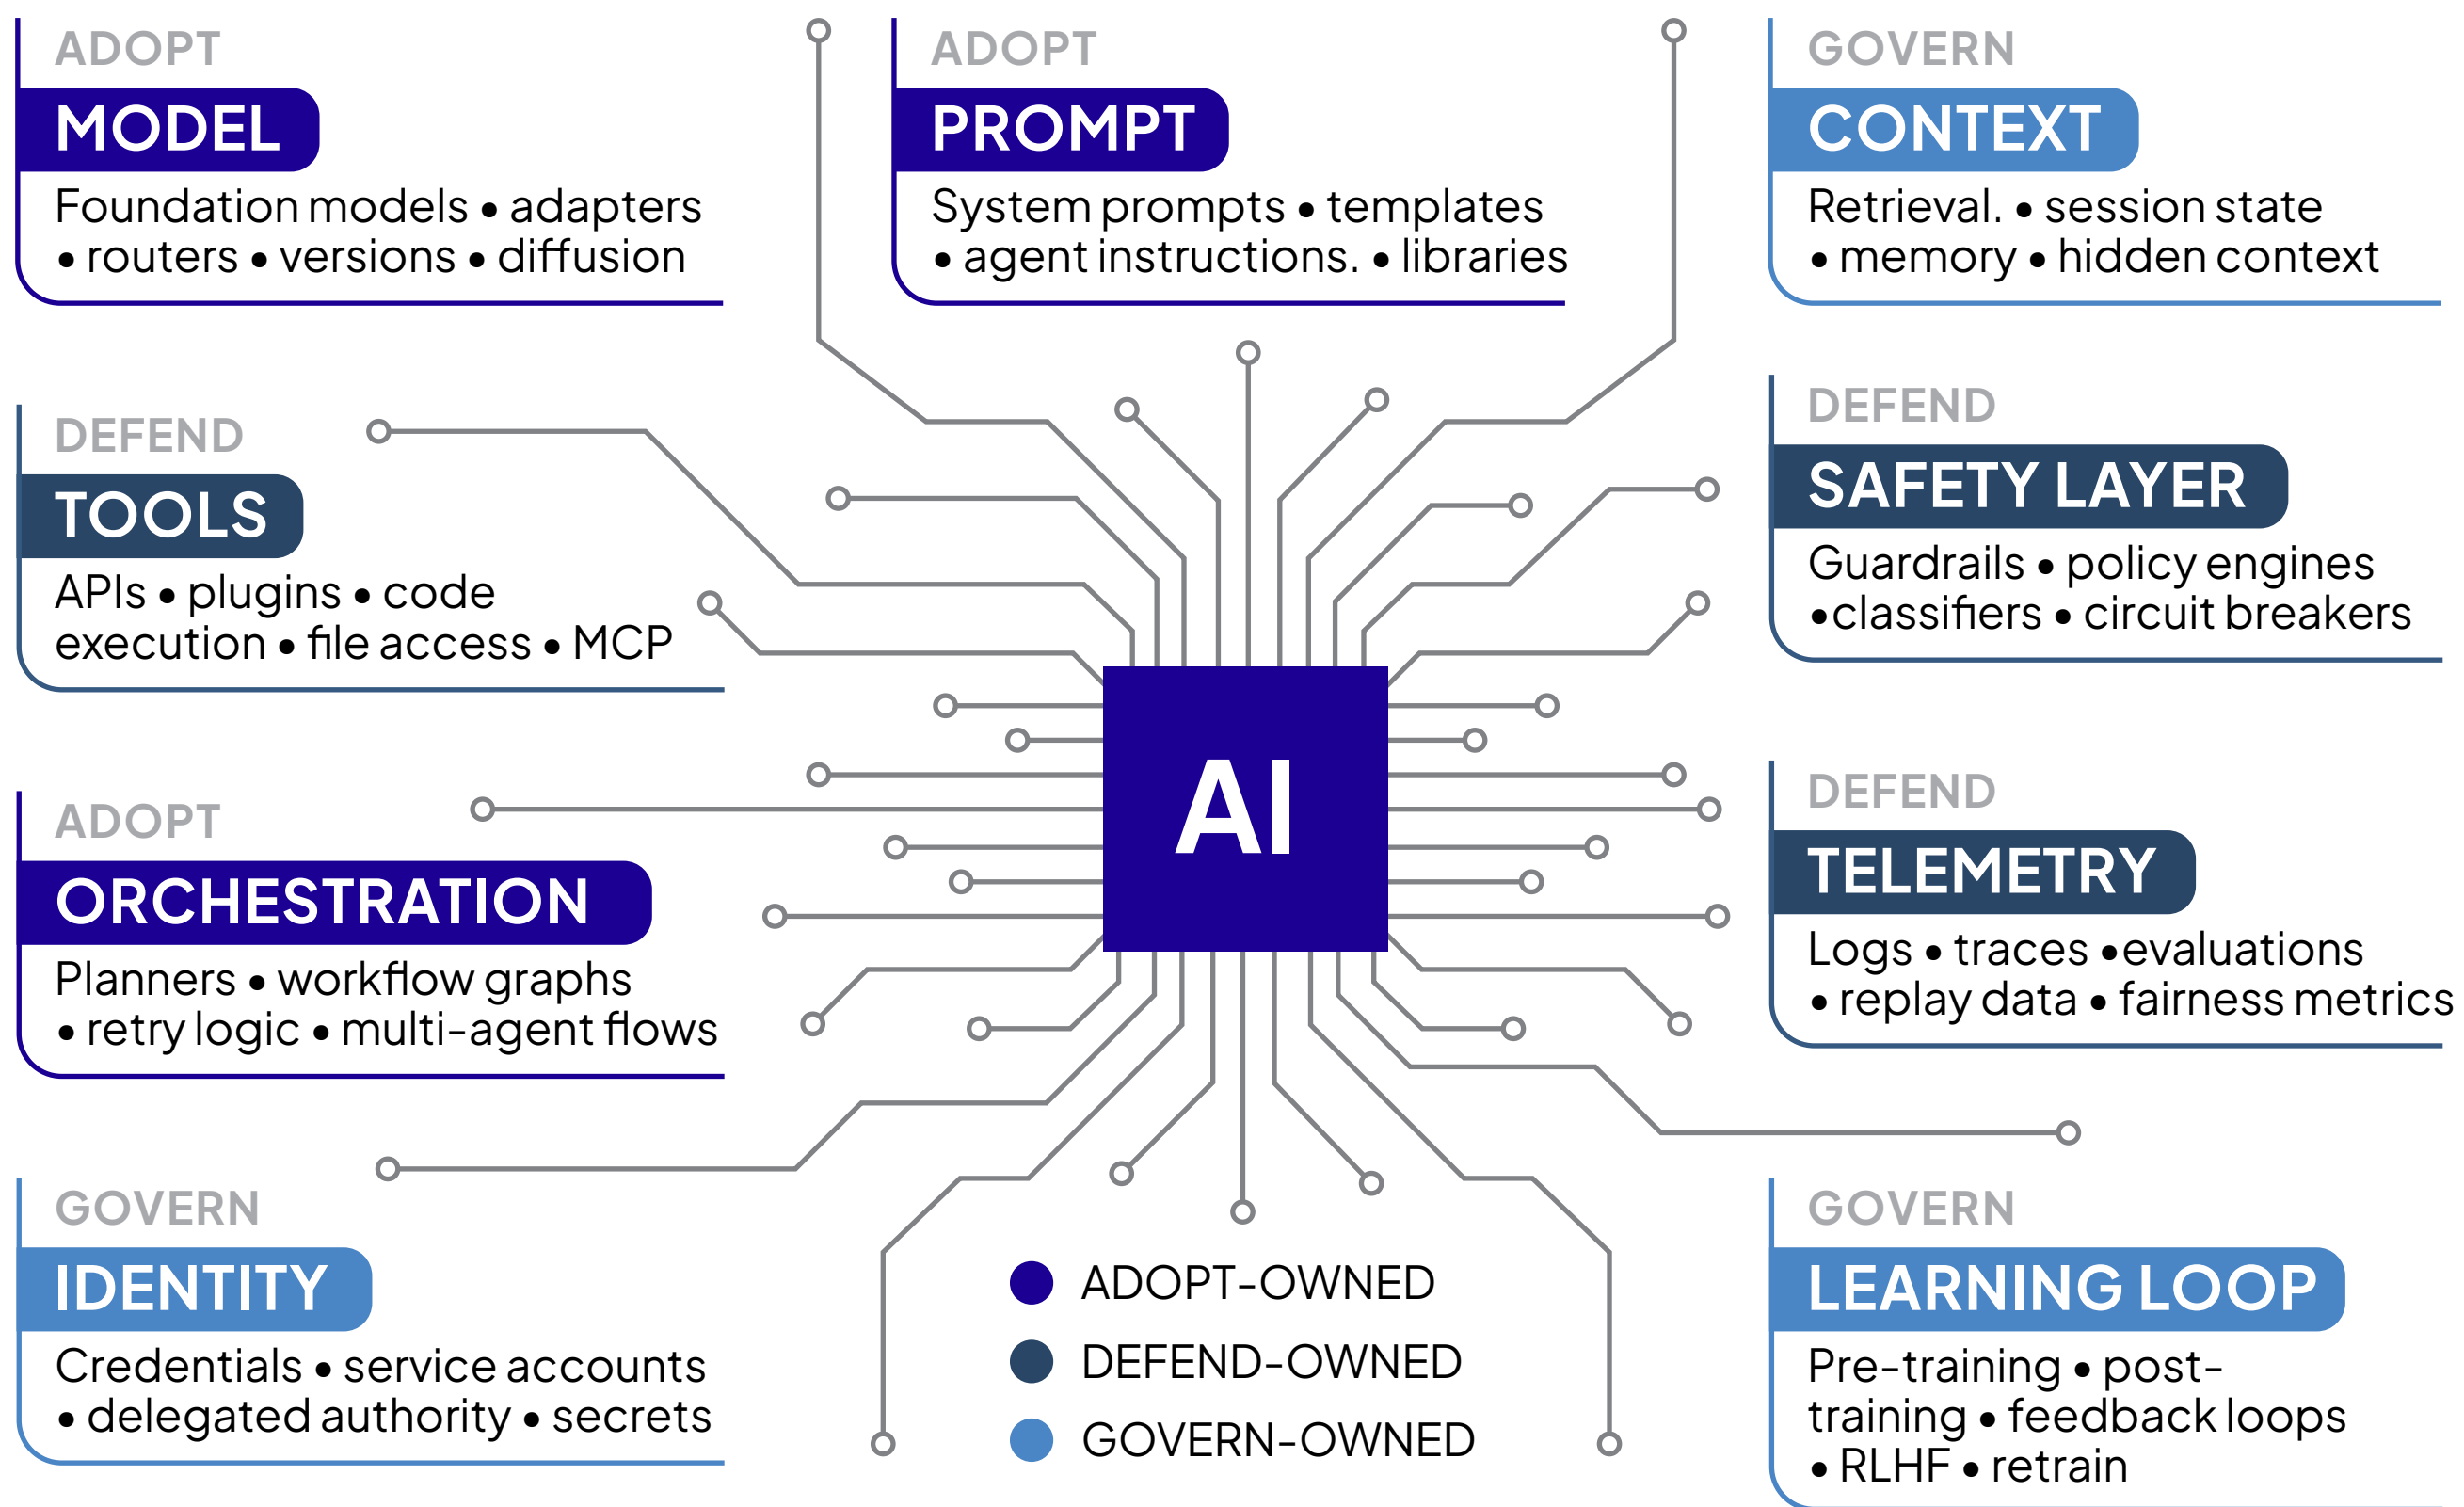 ADOPT
MODEL
Foundation models • adapters
• routers • versions • diffusion
ADOPT
PROMPT
System prompts • templates
• agent instructions. • libraries
GOVERN
CONTEXT
Retrieval. • session state
• memory • hidden context
DEFEND
TOOLS
APIs • plugins • code
execution • file access • MCP
DEFEND
SAFETY LAYER
Guardrails • policy engines
•classifiers • circuit breakers
AI
ADOPT
ORCHESTRATION
Planners • workflow graphs
• retry logic • multi-agent flows
DEFEND
TELEMETRY
Logs • traces •evaluations
• replay data • fairness metrics
GOVERN
IDENTITY
Credentials • service accounts
• delegated authority • secrets
ADOPT-OWNED
DEFEND-OWNED
GOVERN-OWNED
GOVERN
LEARNING LOOP
Pre-training • post-
training • feedback loops
• RLHF • retrain